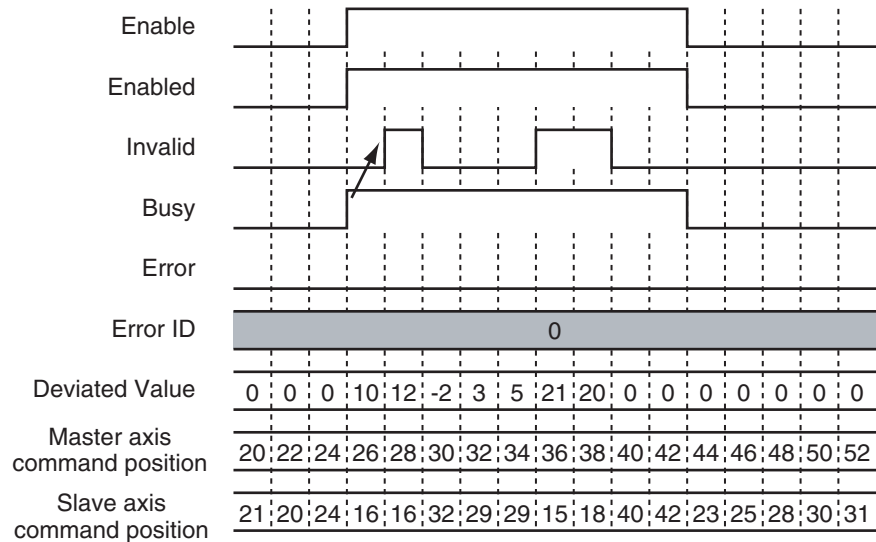 Enable
Enabled
Invalid
Busy
Error
Error ID 0
Deviated Value 0 0 0 10 12 -2 3 5 21 20 0 0 0 0 0 0 0
Master axis
command position 20 22 24 26 28 30 32 34 36 38 40 42 44 46 48 50 52
Slave axis
command position 21 20 24 16 16 32 29 29 15 18 40 42 23 25 28 30 31